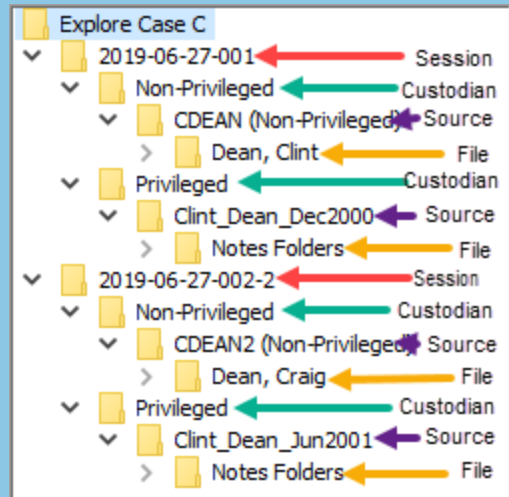 Explore Case C
2019-06-27-001 Session
Non-Privileged Custodian
CDEAN (Non-Privileged) Source
Dean, Clint File
Privileged Custodian
Clint_Dean_Dec2000 Source
Notes Folders File
2019-06-27-002-2 Session
Non-Privileged Custodian
CDEAN2 (Non-Privileged) Source
Dean, Craig File
Privileged Custodian
Clint_Dean_Jun2001 Source
Notes Folders File